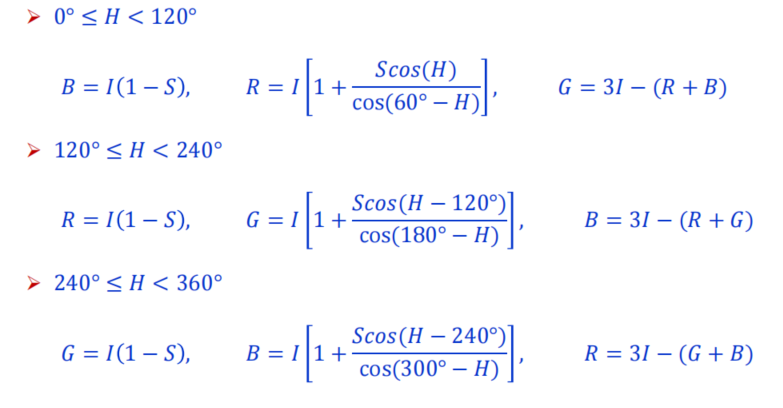 ➢ 0° ≤ H < 120°
B = I(1 − S), R = I[1 + Scos(H) / cos(60° − H)], G = 3I − (R + B)
➢ 120° ≤ H < 240°
R = I(1 − S), G = I[1 + Scos(H − 120°) / cos(180° − H)], B = 3I − (R + G)
➢ 240° ≤ H < 360°
G = I(1 − S), B = I[1 + Scos(H − 240°) / cos(300° − H)], R = 3I − (G + B)